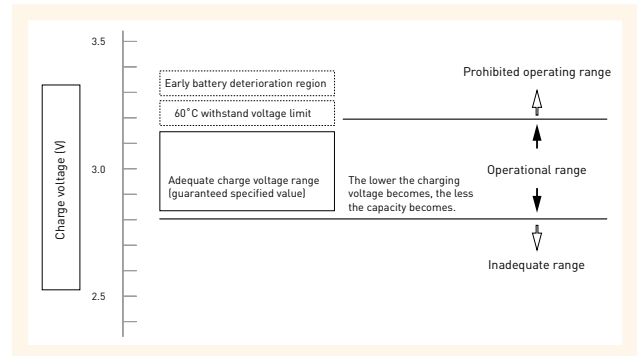 3.5
Prohibited operating range
Early battery deterioration region
60˚C withstand voltage limit
Charge voltage (V)
3.0
Adequate charge voltage range
(guaranteed specified value)
The lower the charging
voltage becomes, the less
the capacity becomes.
Operational range
Inadequate range
2.5